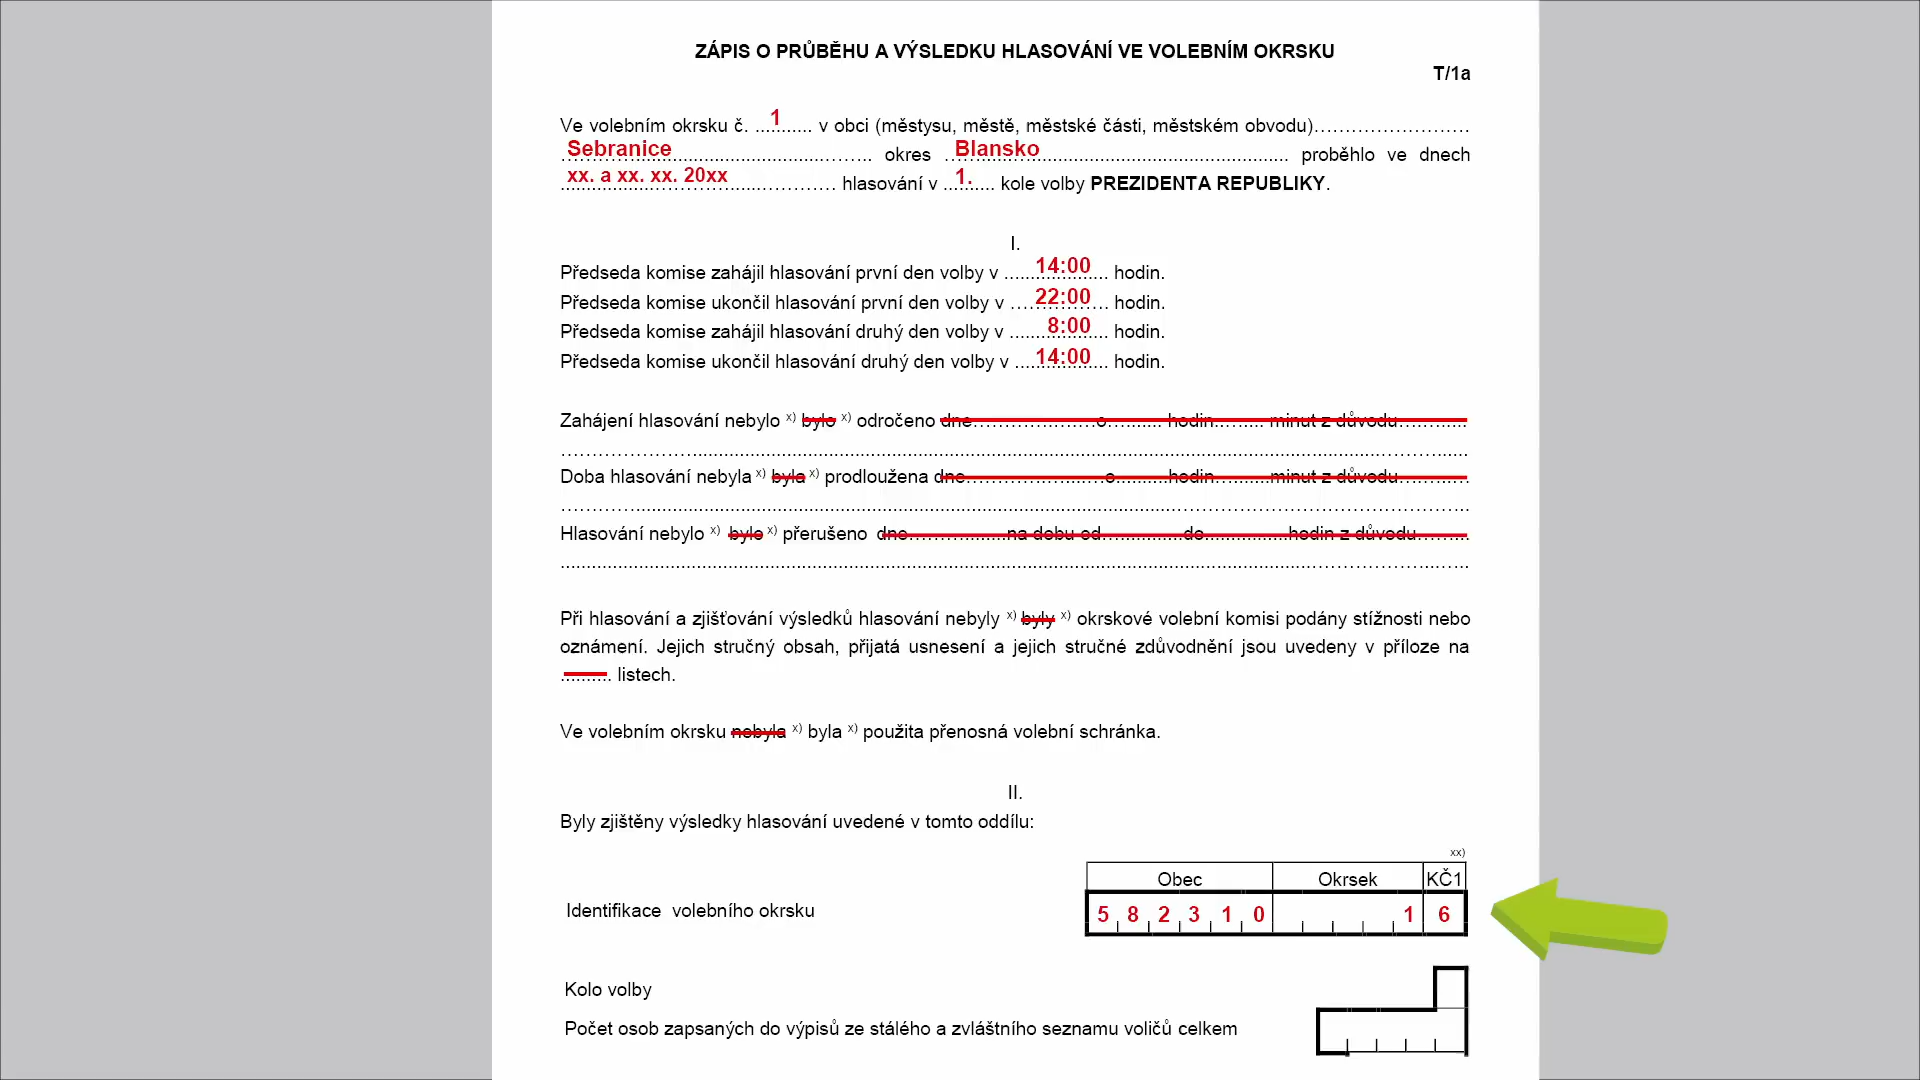 ZÁPIS O PRŮBĚHU A VÝSLEDKU HLASOVÁNÍ VE VOLEBNÍM OKRSKU
T/1a
Ve volebním okrsku č. ....1...... v obci (městysu, městě, městské části, městském obvodu)……………………
Sebranice okres Blansko proběhlo ve dnech
xx. a xx. xx. 20xx hlasování v 1. kole volby PREZIDENTA REPUBLIKY.
I.
Předseda komise zahájil hlasování první den volby v 14:00 hodin.
Předseda komise ukončil hlasování první den volby v 22:00 hodin.
Předseda komise zahájil hlasování druhý den volby v 8:00 hodin.
Předseda komise ukončil hlasování druhý den volby v 14:00 hodin.
Zahájení hlasování nebylo x) bylo x) odročeno dne……………………o…....... hodin…....... minut z důvodu…….......
Doba hlasování nebyla x) byla x) prodloužena dne……………………o…........hodin…........minut z důvodu…….......
Hlasování nebylo x) bylo x) přerušeno dne……………….na dobu od……………do……………hodin z důvodu…….......
Při hlasování a zjišťování výsledků hlasování nebyly x) byly x) okrskové volební komisi podány stížnosti nebo
oznámení. Jejich stručný obsah, přijatá usnesení a jejich stručné zdůvodnění jsou uvedeny v příloze na
.......... listech.
Ve volebním okrsku nebyla x) byla x) použita přenosná volební schránka.
II.
Byly zjištěny výsledky hlasování uvedené v tomto oddílu:
xx)
Obec Okrsek KČ1
Identifikace volebního okrsku 5 8 2 3 1 0 1 6
Kolo volby
Počet osob zapsaných do výpisů ze stálého a zvláštního seznamu voličů celkem